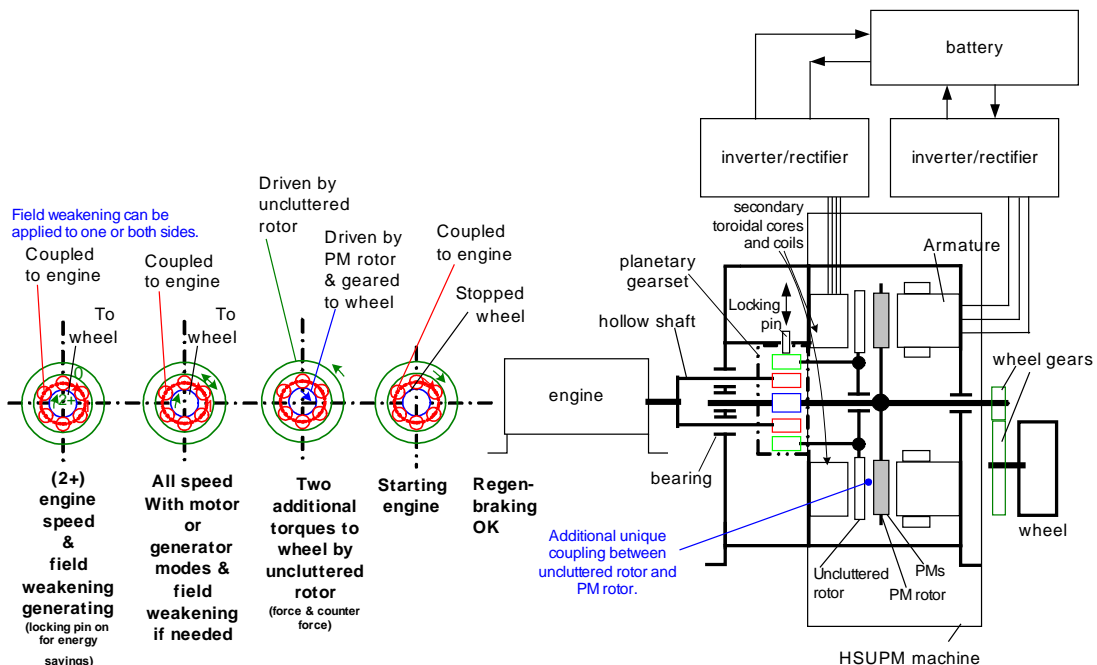 battery
inverter/rectifier
inverter/rectifier
Field weakening can be
applied to one or both sides.
Coupled
to engine
To
wheel
0
(2+)
Coupled
to engine
To
wheel
Driven by
uncluttered
rotor
Driven by
PM rotor
& geared
to wheel
Coupled
to engine
Stopped
wheel
(2+)
engine
speed
&
field
weakening
generating
(locking pin on
for energy
savings)
All speed
With motor
or
generator
modes &
field
weakening
if needed
Two
additional
torques to
wheel by
uncluttered
rotor
(force & counter
force)
Starting
engine
Regen-
braking
OK
secondary
toroidal cores
and coils
Armature
planetary
gearset
Locking
pin
hollow shaft
wheel gears
engine
bearing
wheel
Additional unique
coupling between
uncluttered rotor and
PM rotor.
Uncluttered
rotor
PMs
PM rotor
HSUPM machine